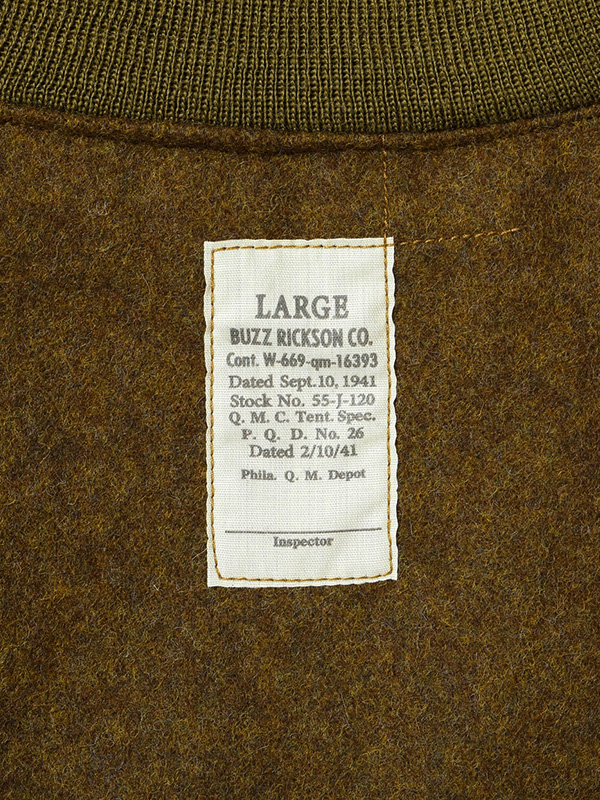 LARGE
BUZZ RICKSON CO.
Cont. W-669-qm-16393
Dated Sept. 10, 1941
Stock No. 55-J-120
Q. M. C. Tent. Spec.
P. Q. D. No. 26
Dated 2/10/41
Phila. Q. M. Depot
Inspector